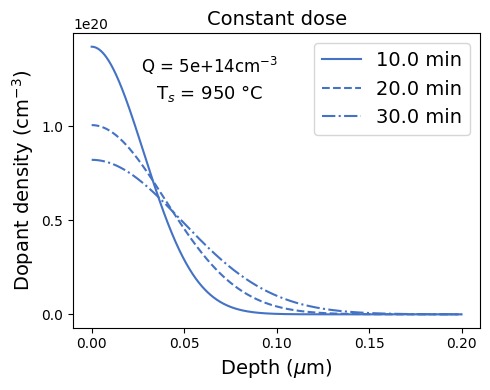 Constant dose
1e20
Q = 5e+14cm⁻³
Tₛ = 950 °C
10.0 min
20.0 min
30.0 min
Dopant density (cm⁻³)
1.0
0.5
0.0
0.00 0.05 0.10 0.15 0.20
Depth (μm)